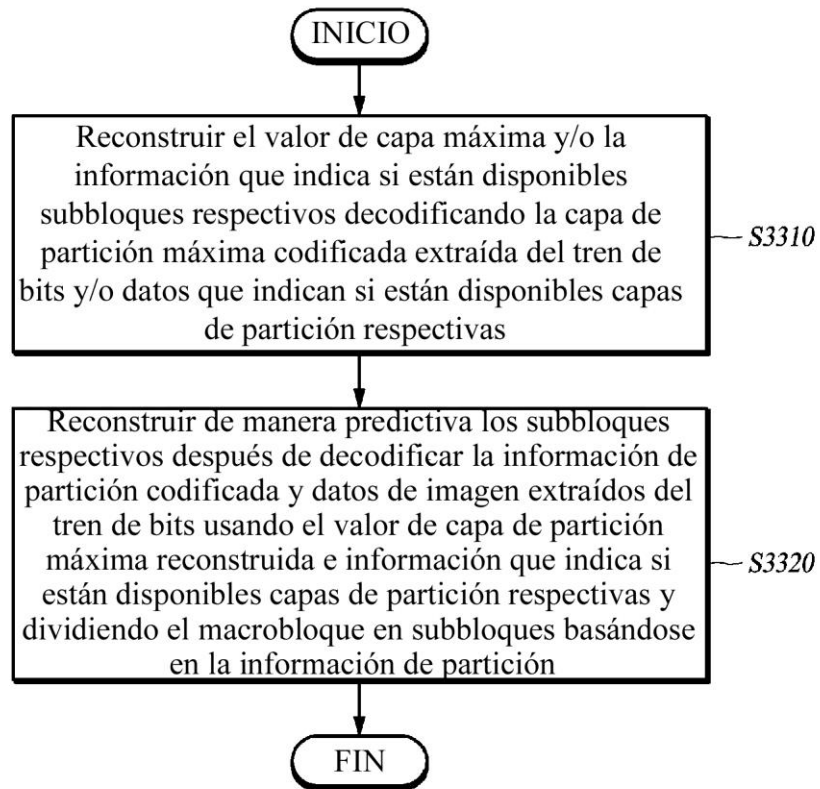 INICIO
Reconstruir el valor de capa máxima y/o la
información que indica si están disponibles
subbloques respectivos decodificando la capa de
partición máxima codificada extraída del tren de
bits y/o datos que indican si están disponibles capas
de partición respectivas
S3310
Reconstruir de manera predictiva los subbloques
respectivos después de decodificar la información de
partición codificada y datos de imagen extraídos del
tren de bits usando el valor de capa de partición
máxima reconstruida e información que indica si
están disponibles capas de partición respectivas y
dividiendo el macrobloque en subbloques basándose
en la información de partición
S3320
FIN